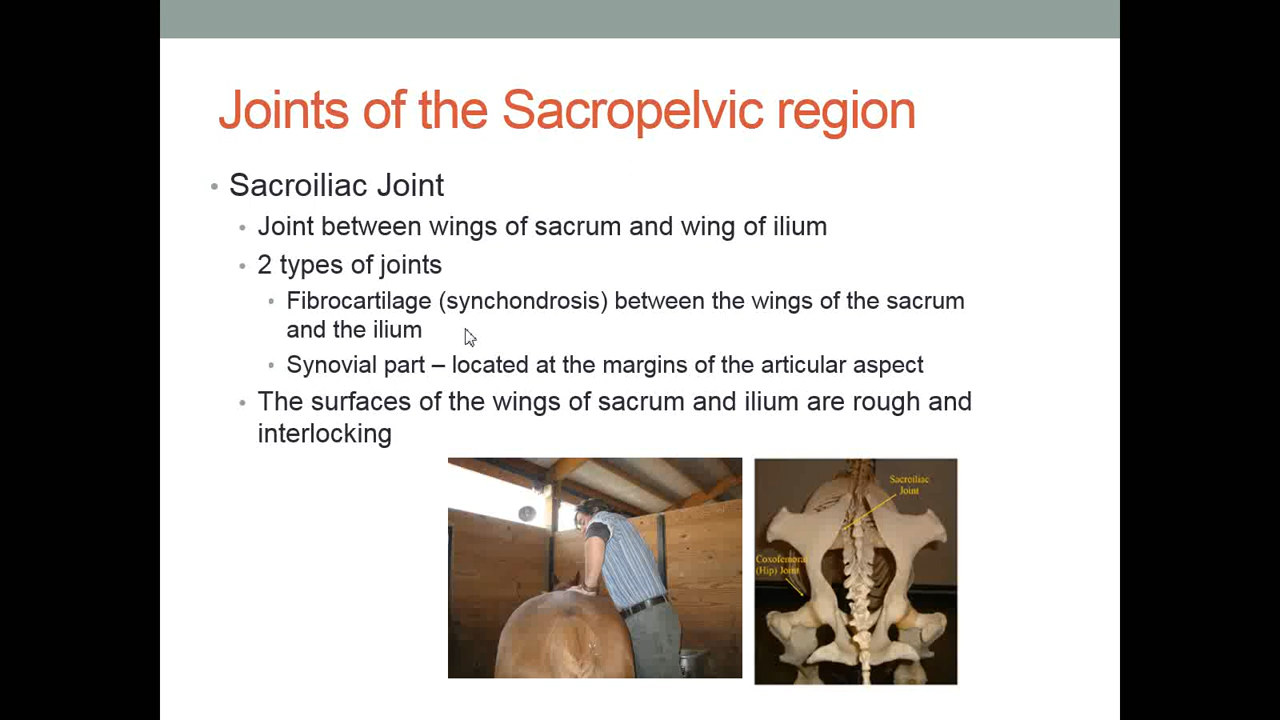 Joints of the Sacropelvic region
• Sacroiliac Joint
• Joint between wings of sacrum and wing of ilium
• 2 types of joints
• Fibrocartilage (synchondrosis) between the wings of the sacrum
and the ilium
• Synovial part – located at the margins of the articular aspect
• The surfaces of the wings of sacrum and ilium are rough and
interlocking
Sacroiliac
Joint
Coxofemoral
(Hip) Joint